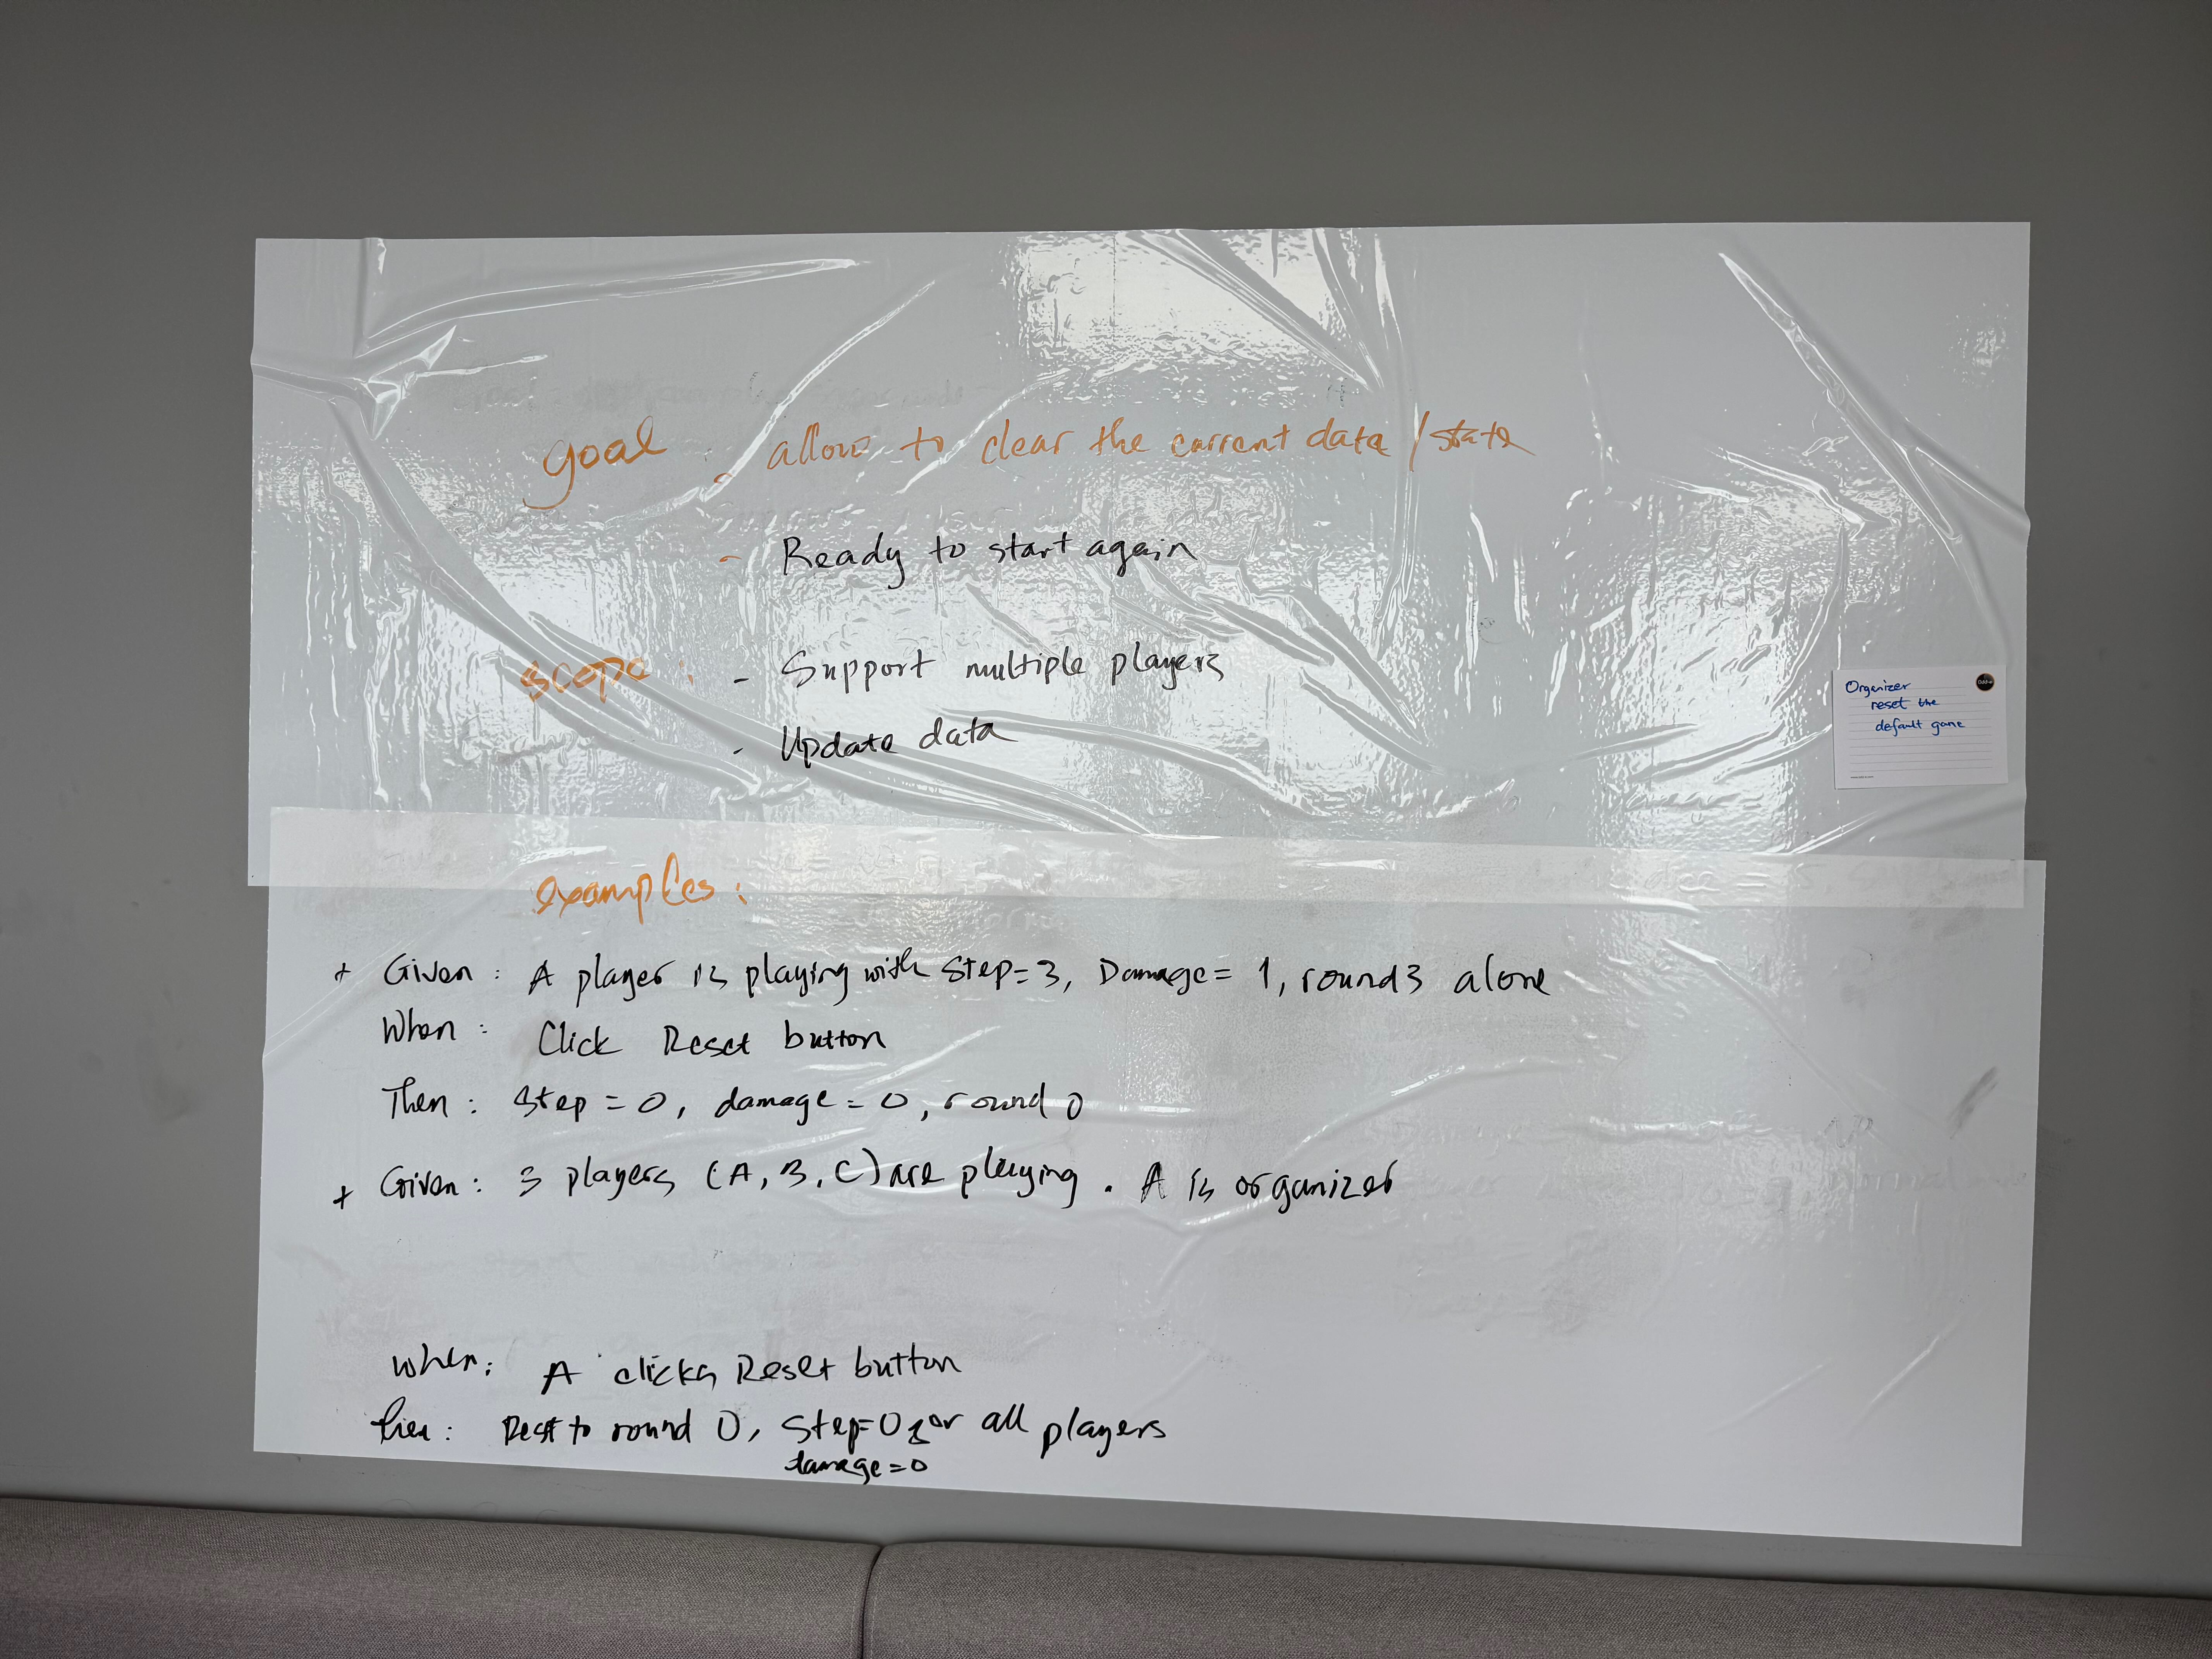 goal : - allow to clear the current data / state
- Ready to start again
scope : - Support multiple players
- Update data
Organizer
reset the
default game
examples :
+ Given : A player is playing with Step=3, Damage= 1, round 3 alone
When : Click Reset button
Then : Step = 0, damage = 0, round 0
+ Given : 3 players (A, B, C) are playing . A is organizer
When : A clicks Reset button
then : Reset to round 0, Step=0 for all players
damage=0